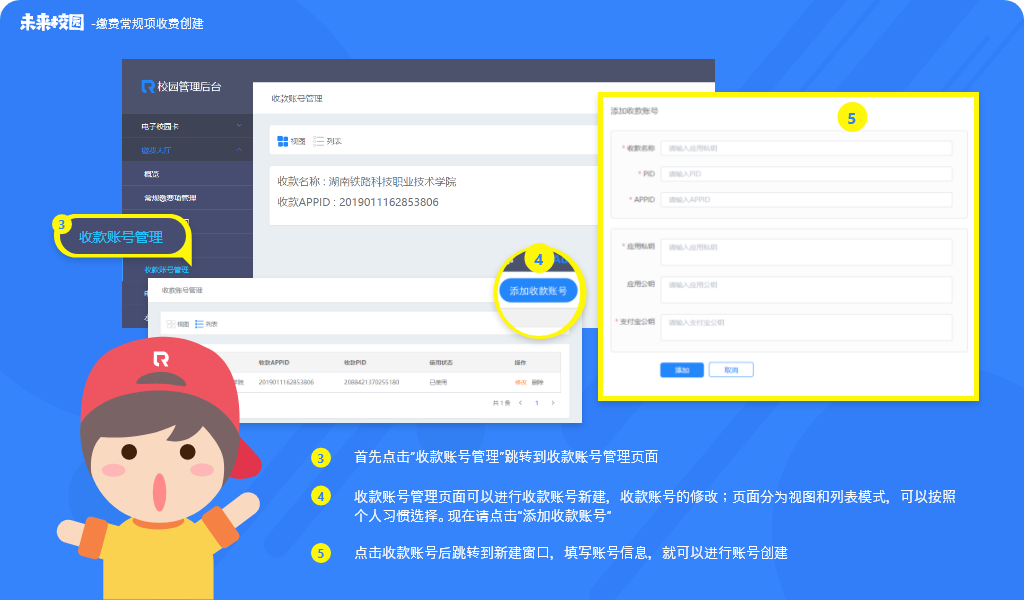 未来校园 -缴费常规项收费创建
校园管理后台
收款账号管理
电子校园卡
缴费大厅
视图 列表
概览
常规缴费项管理
收款名称 : 湖南铁路科技职业技术学院
收款APPID : 2019011162853806
3
收款账号管理
收款账号管理
4
添加收款账号
收款账号管理
视图 列表
收款APPID 收款PID 使用状态 操作
学院 2019011162853806 2088421370255180 已使用 修改 删除
共 1 条 < 1 >
添加收款账号
5
* 收款名称 请输入应用私钥
* PID 请输入PID
* APPID 请输入APPID
* 应用私钥 请输入应用私钥
应用公钥 请输入应用公钥
* 支付宝公钥 请输入支付宝公钥
添加 取消
3 首先点击“收款账号管理”跳转到收款账号管理页面
4 收款账号管理页面可以进行收款账号新建，收款账号的修改；页面分为视图和列表模式，可以按照
个人习惯选择。现在请点击“添加收款账号”
5 点击收款账号后跳转到新建窗口，填写账号信息，就可以进行账号创建